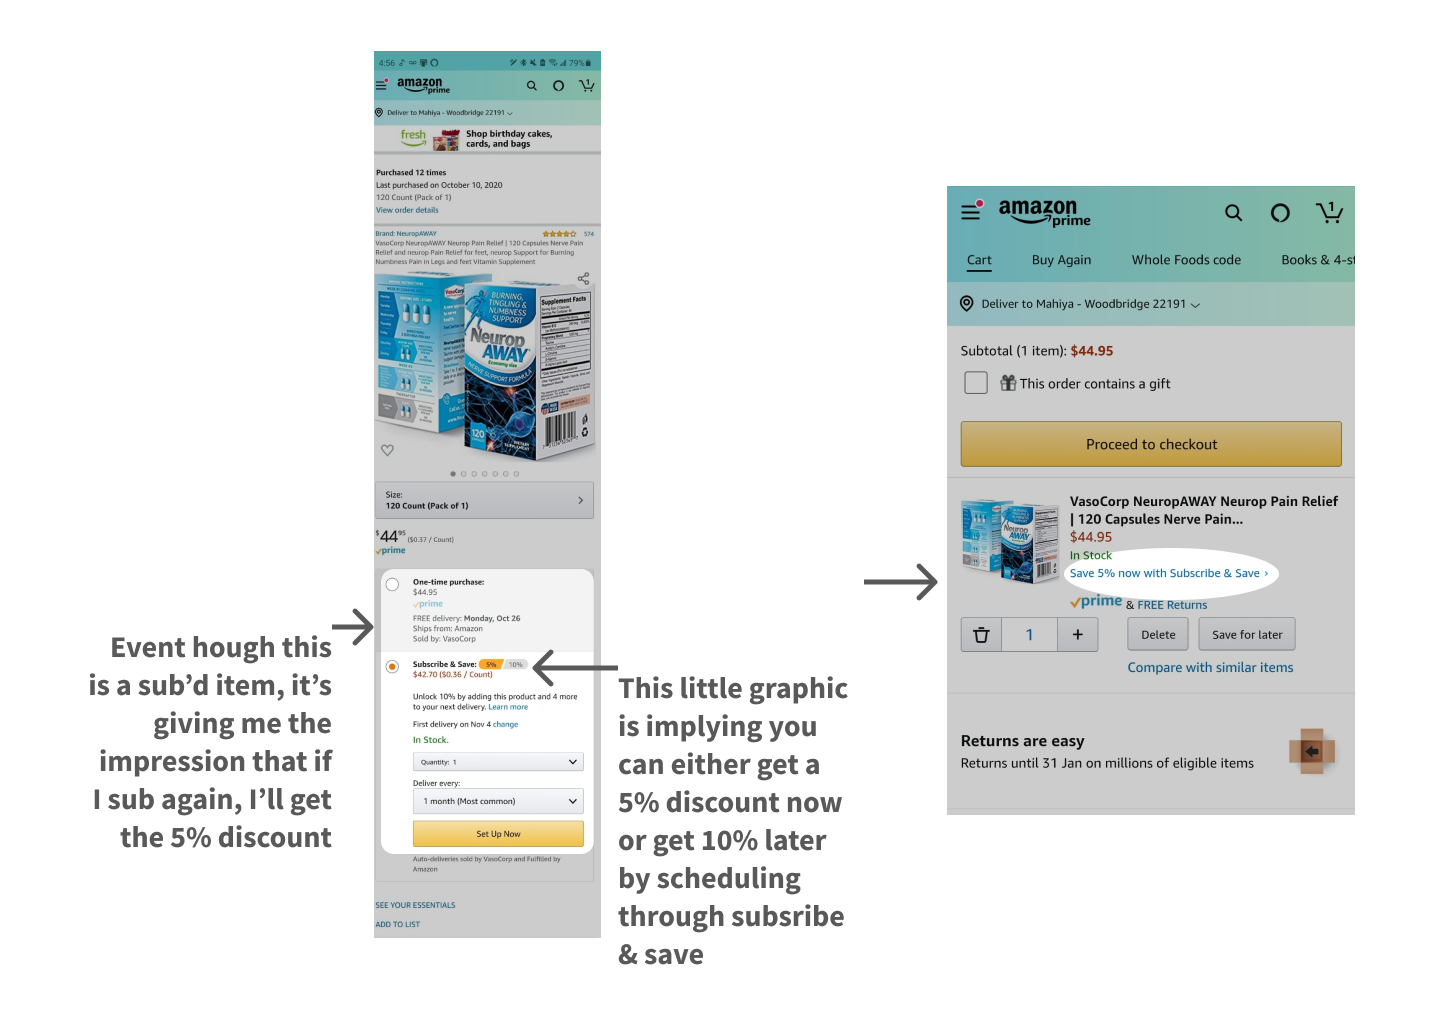 4:56
79%
amazon
prime
1
Deliver to Mahiya - Woodbridge 22191
fresh
Shop birthday cakes,
cards, and bags
Purchased 12 times
Last purchased on October 10, 2020
120 Count (Pack of 1)
View order details
Brand: NeuropAWAY
574
VasoCorp NeuropAWAY Neurop Pain Relief | 120 Capsules Nerve Pain
Relief and neurop Pain Relief for feet, neurop Support for Burning
Numbness Pain in Legs and feet Vitamin Supplement
VasoCorp
BURNING,
TINGLING &
NUMBNESS
SUPPORT
Neurop
AWAY
Economy size
NERVE SUPPORT FORMULA
120
Supplement Facts
Size:
120 Count (Pack of 1)
$4495 ($0.37 / Count)
prime
One-time purchase:
$44.95
prime
FREE delivery: Monday, Oct 26
Ships from: Amazon
Sold by: VasoCorp
Subscribe & Save: 5% 10%
$42.70 ($0.36 / Count)
Unlock 10% by adding this product and 4 more
to your next delivery. Learn more
First delivery on Nov 4 change
In Stock.
Quantity: 1
Deliver every:
1 month (Most common)
Set Up Now
Auto-deliveries sold by VasoCorp and Fulfilled by
Amazon
SEE YOUR ESSENTIALS
ADD TO LIST
Event hough this
is a sub’d item, it’s
giving me the
impression that if
I sub again, I’ll get
the 5% discount
This little graphic
is implying you
can either get a
5% discount now
or get 10% later
by scheduling
through subsribe
& save
amazon
prime
1
Cart Buy Again Whole Foods code Books & 4-st
Deliver to Mahiya - Woodbridge 22191
Subtotal (1 item): $44.95
This order contains a gift
Proceed to checkout
VasoCorp NeuropAWAY Neurop Pain Relief
| 120 Capsules Nerve Pain...
$44.95
In Stock
Save 5% now with Subscribe & Save ›
prime & FREE Returns
Neurop
AWAY
1
Delete
Save for later
Compare with similar items
Returns are easy
Returns until 31 Jan on millions of eligible items